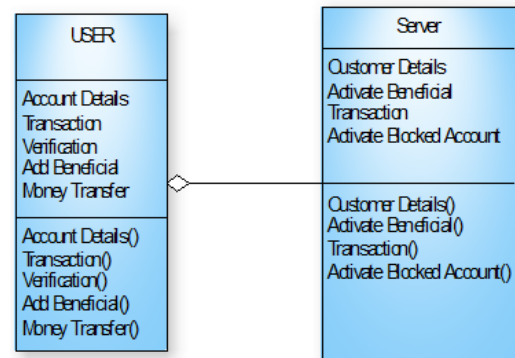 USER
Account Details
Transaction
Verification
Add Beneficial
Money Transfer
Account Details()
Transaction()
Verification()
Add Beneficial()
Money Transfer()
Server
Customer Details
Activate Beneficial
Transaction
Activate Blocked Account
Customer Details()
Activate Beneficial()
Transaction()
Activate Blocked Account()